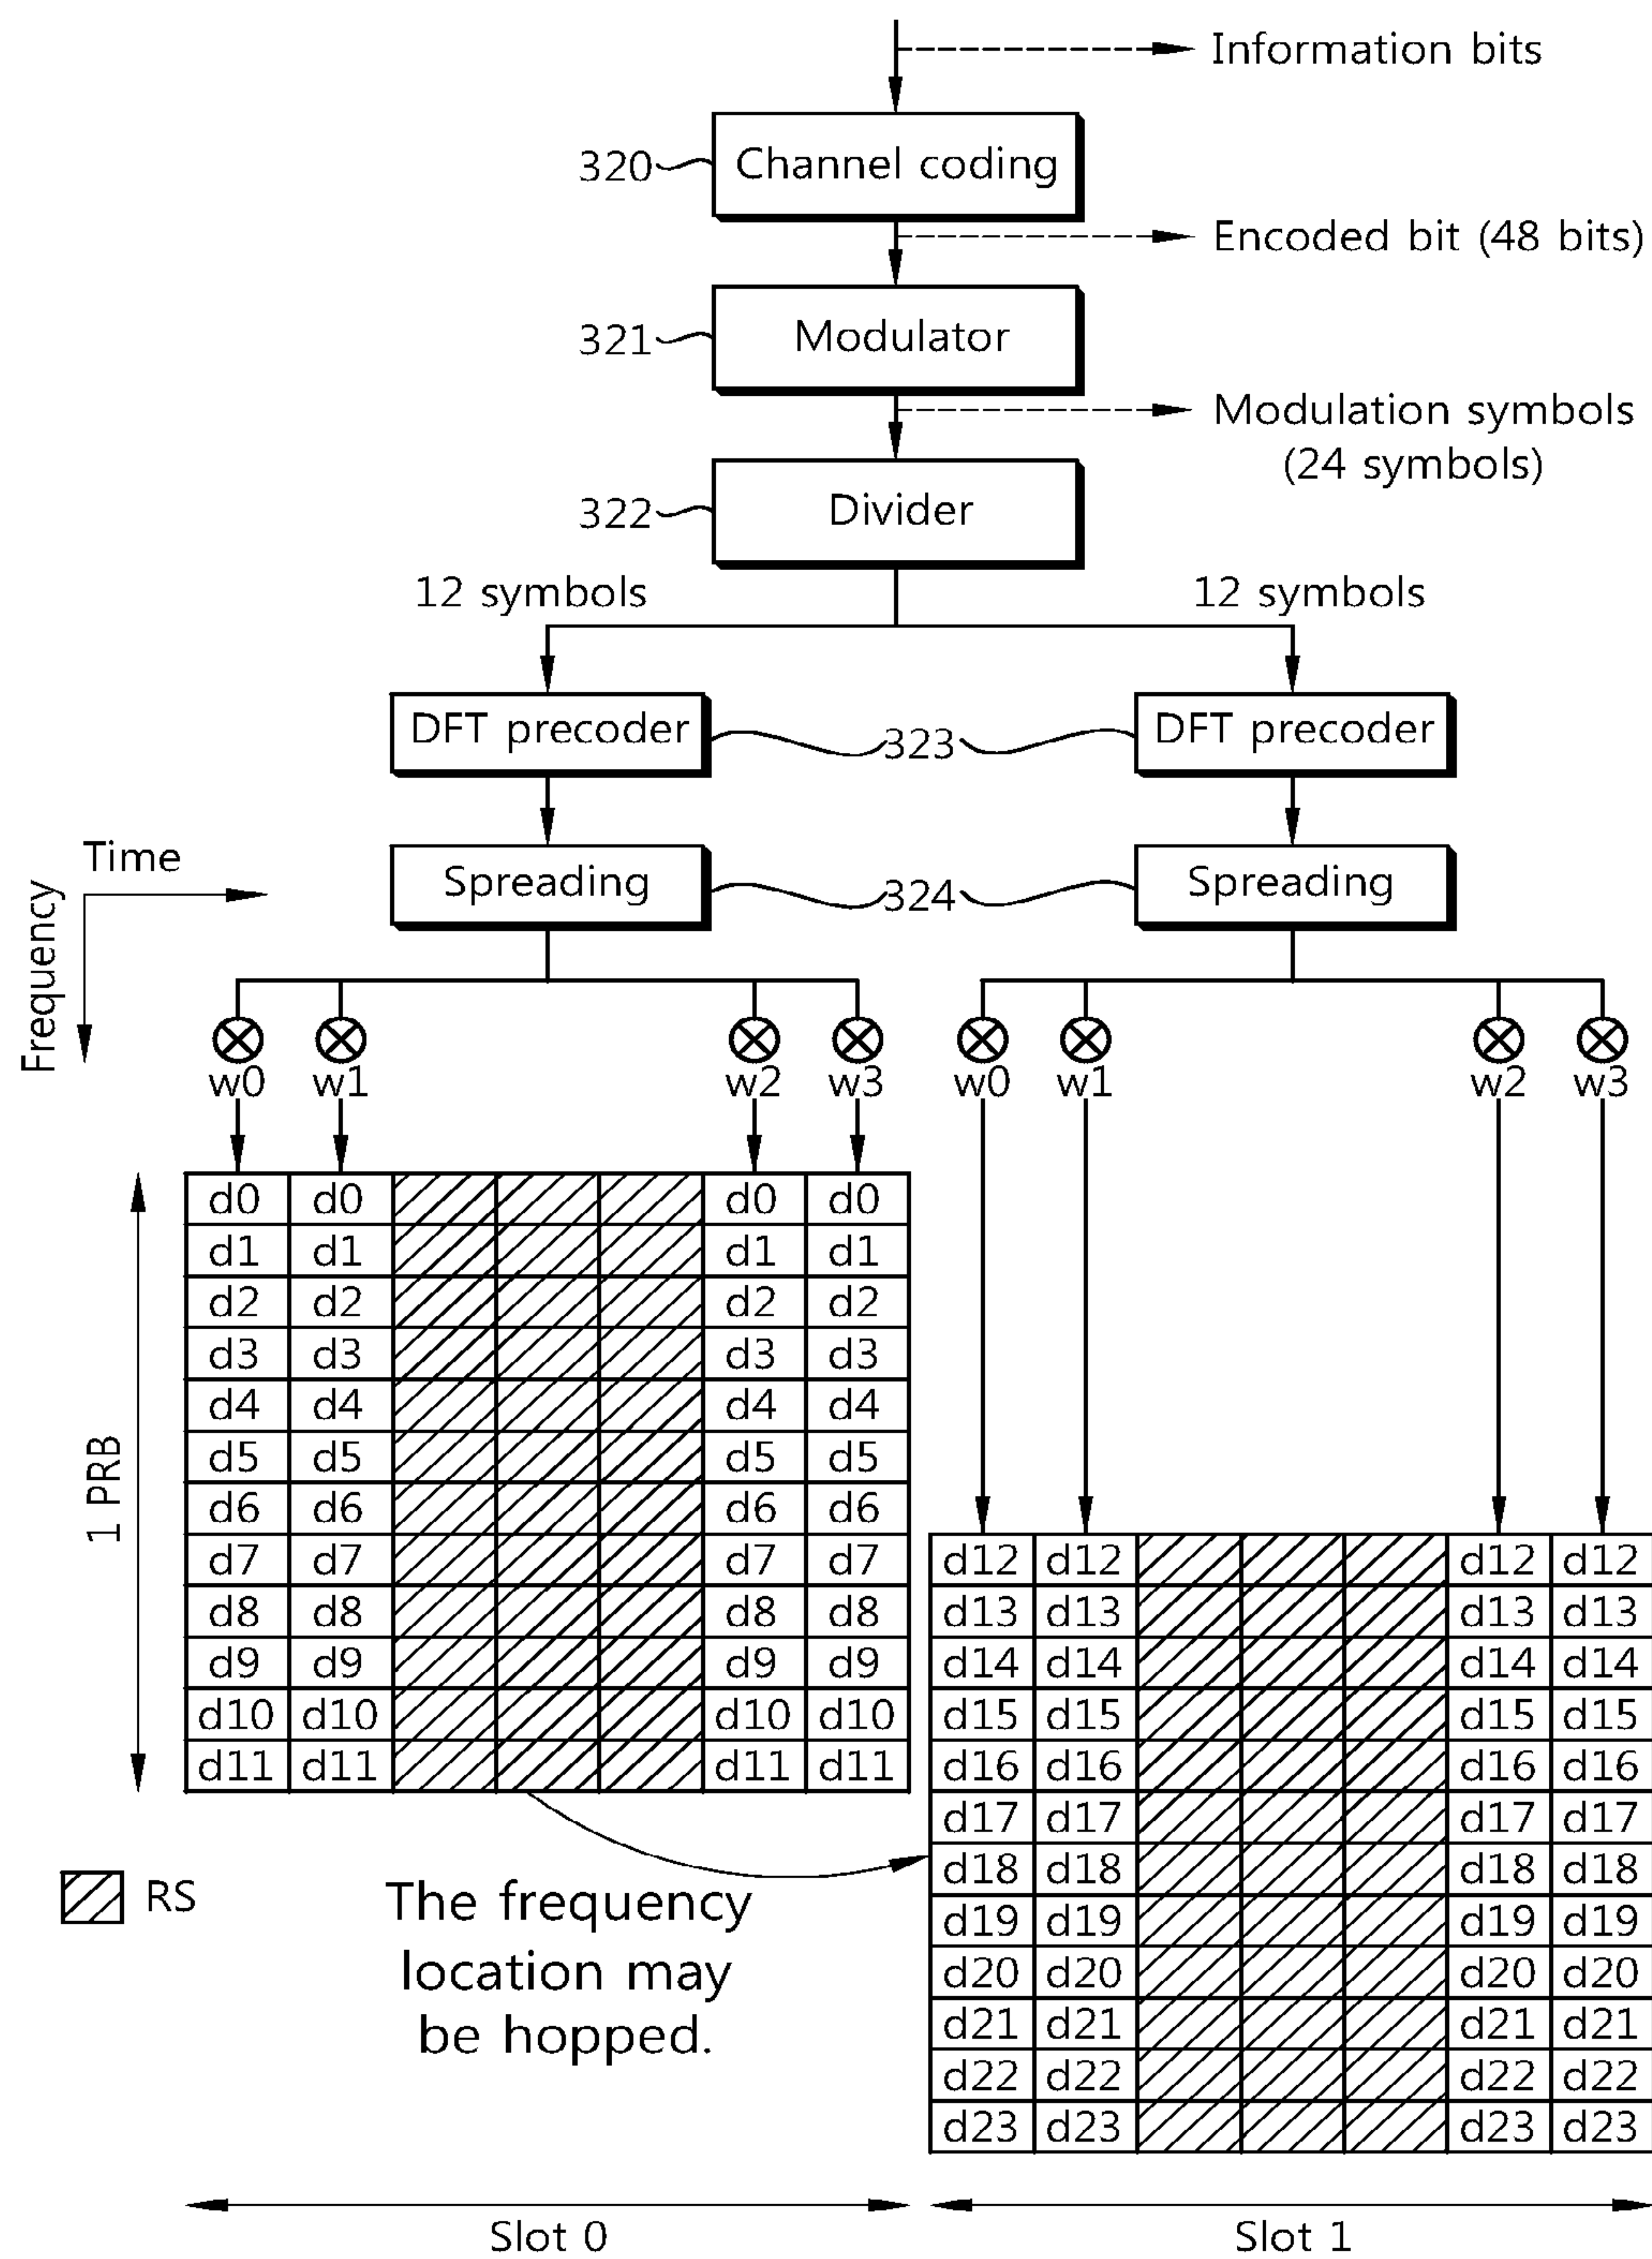 Information bits
320
Channel coding
Encoded bit (48 bits)
321
Modulator
Modulation symbols
(24 symbols)
322
Divider
12 symbols
12 symbols
DFT precoder
323
DFT precoder
Time
Frequency
Spreading
324
Spreading
w0 w1 w2 w3 w0 w1 w2 w3
1 PRB
d0 d0 d0 d0
d1 d1 d1 d1
d2 d2 d2 d2
d3 d3 d3 d3
d4 d4 d4 d4
d5 d5 d5 d5
d6 d6 d6 d6
d7 d7 d7 d7
d8 d8 d8 d8
d9 d9 d9 d9
d10 d10 d10 d10
d11 d11 d11 d11
d12 d12 d12 d12
d13 d13 d13 d13
d14 d14 d14 d14
d15 d15 d15 d15
d16 d16 d16 d16
d17 d17 d17 d17
d18 d18 d18 d18
d19 d19 d19 d19
d20 d20 d20 d20
d21 d21 d21 d21
d22 d22 d22 d22
d23 d23 d23 d23
RS
The frequency
location may
be hopped.
Slot 0
Slot 1